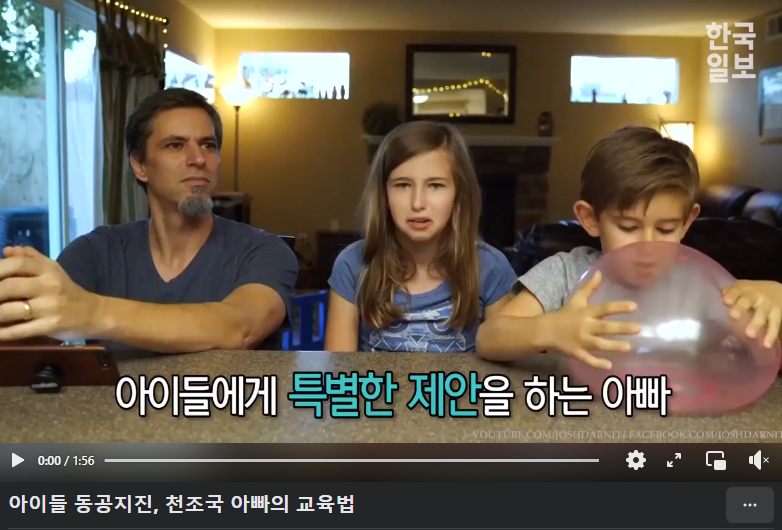 한국
일보
아이들에게 특별한 제안을 하는 아빠
YOUTUBE.COM/JOSHDARNIT/ FACEBOOK.COM/JOSHDARNIT
0:00 / 1:56
아이들 동공지진, 천조국 아빠의 교육법